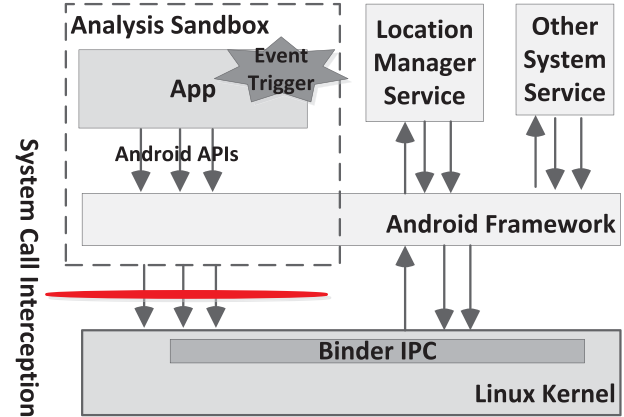 Analysis Sandbox
Event
Trigger
App
Android APIs
Location
Manager
Service
Other
System
Service
System Call Interception
Android Framework
Binder IPC
Linux Kernel